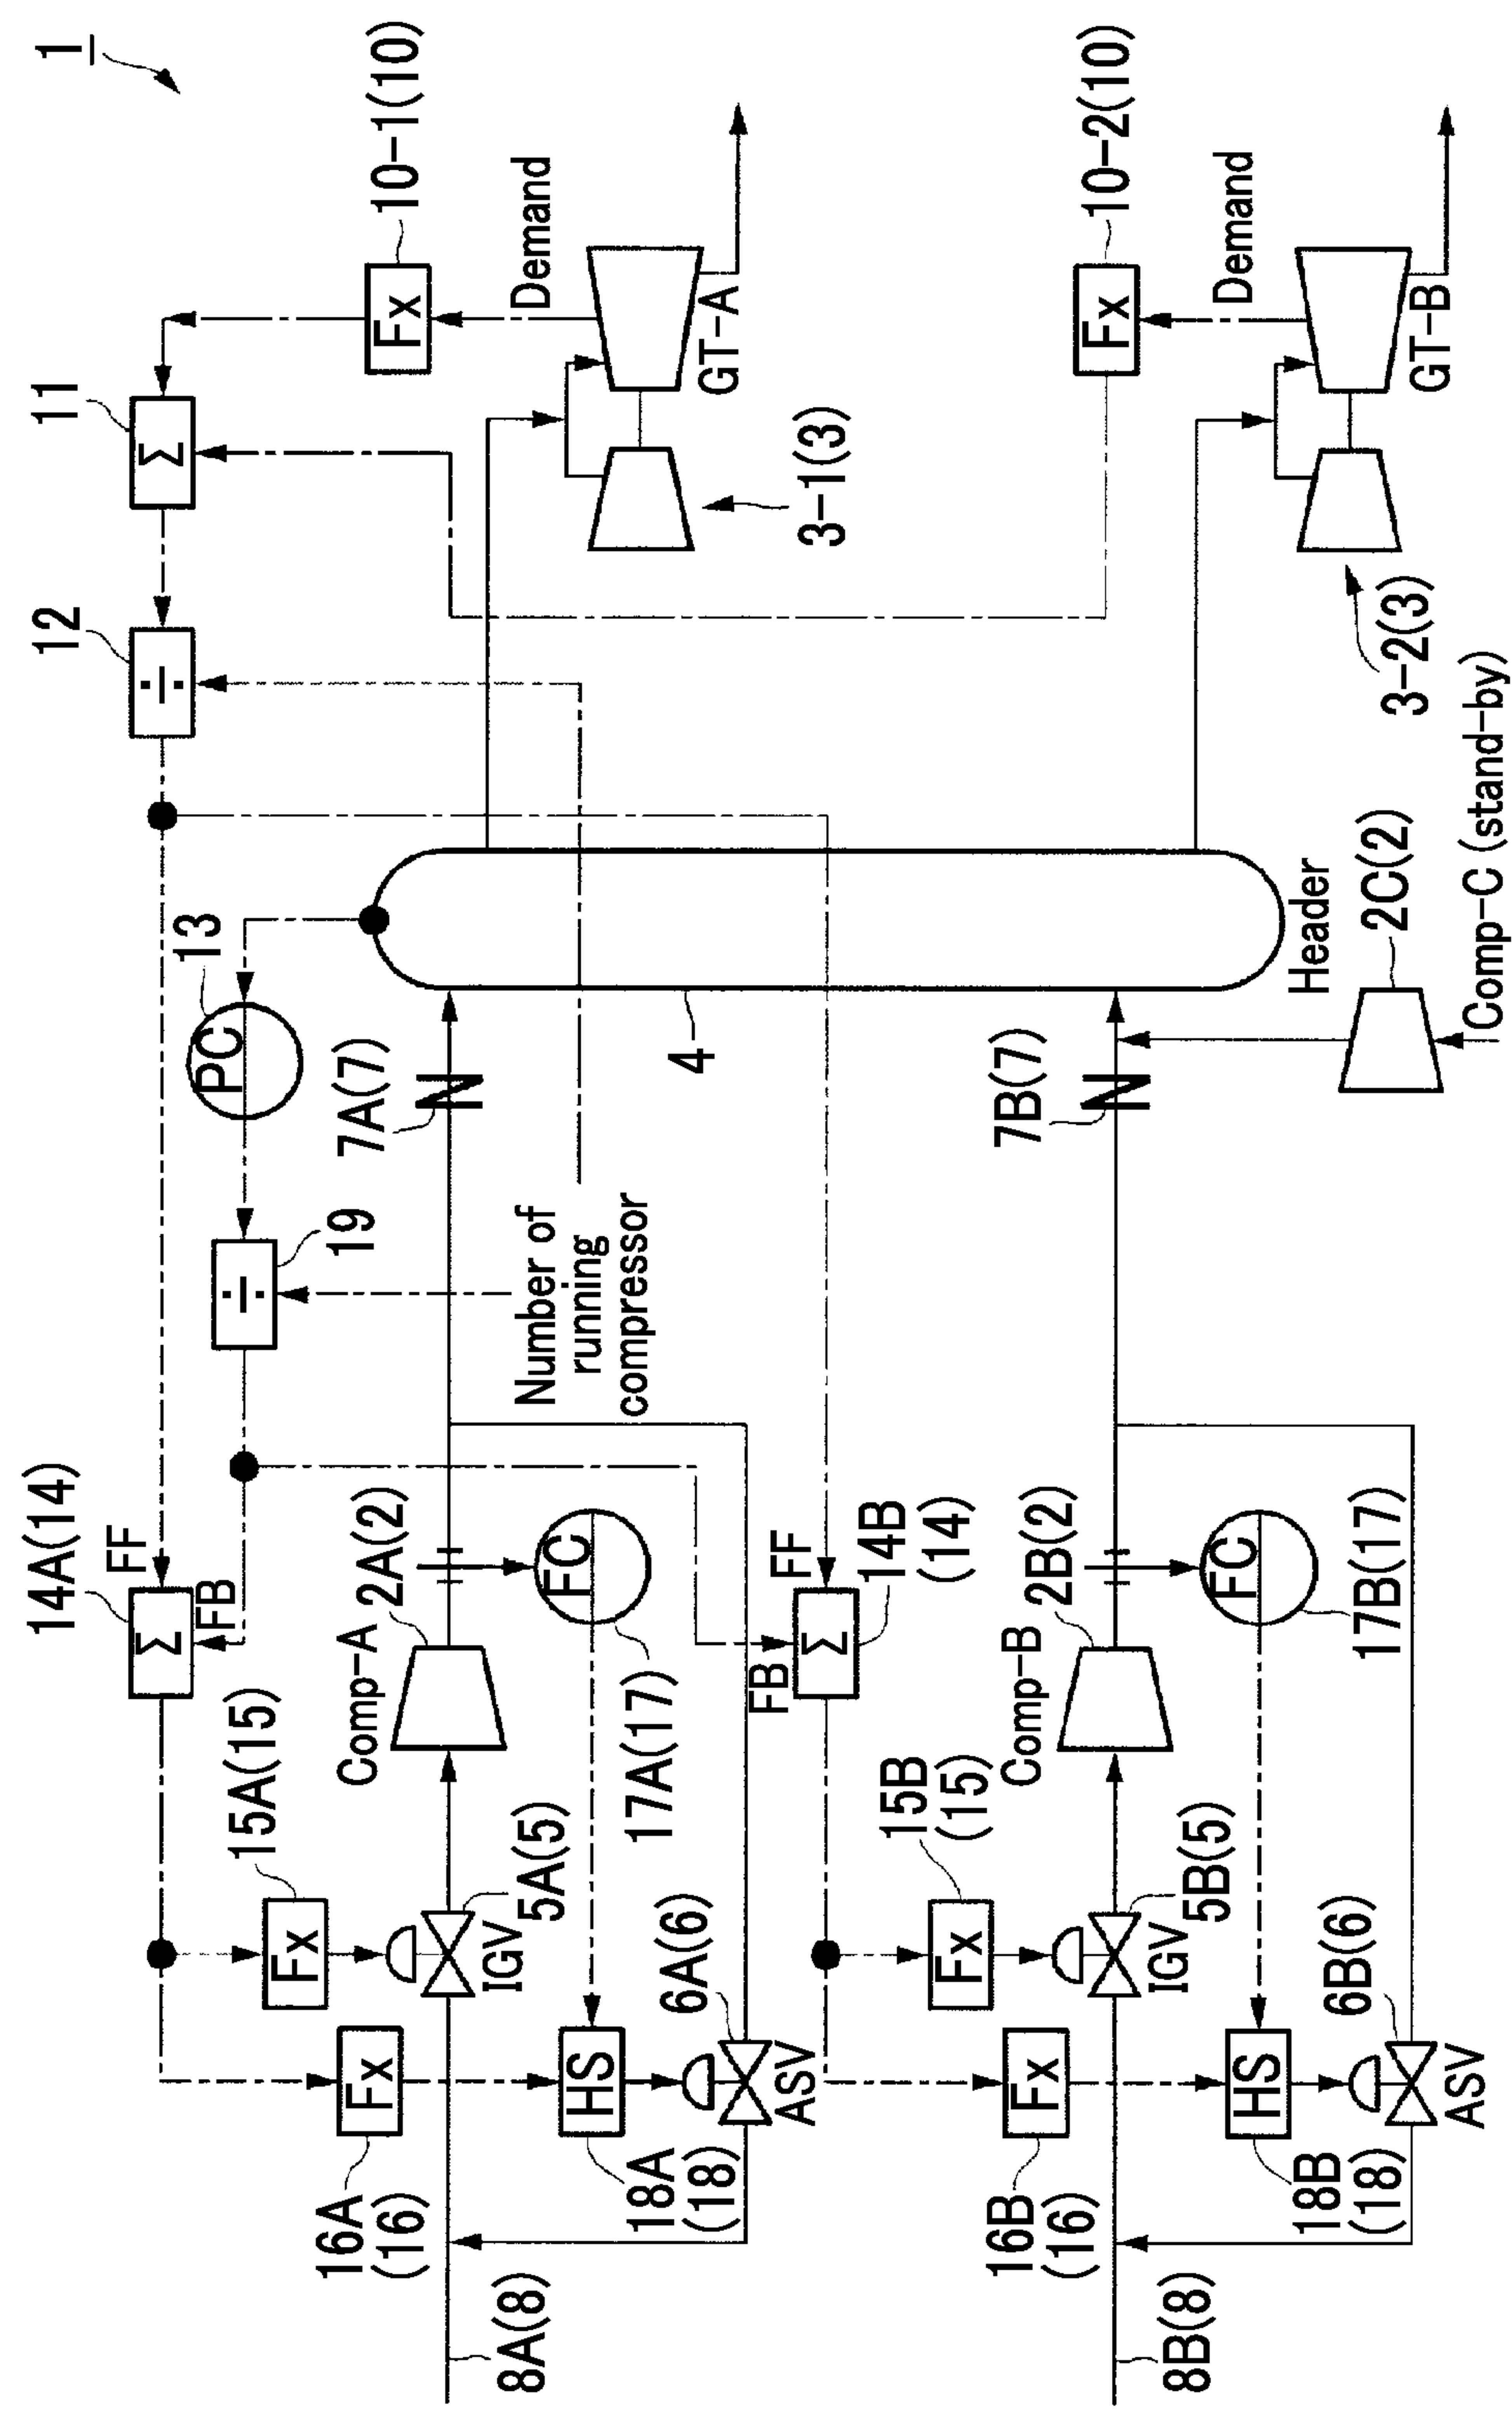 1
10-1(10)
Fx
Demand
GT-A
3-1(3)
11
Σ
12
÷
10-2(10)
Fx
Demand
GT-B
3-2(3)
13
PC
19
÷
Number of
running
compressor
7A(7)
4
Header
7B(7)
2C(2)
Comp-C (stand-by)
14A(14)
FF
FB
Σ
15A(15)
Fx
Comp-A
2A(2)
FC
17A(17)
5A(5)
IGV
16A
(16)
Fx
HS
18A
(18)
6A(6)
ASV
8A(8)
FF
FB
Σ
14B
(14)
15B
(15)
Fx
Comp-B
2B(2)
FC
17B(17)
5B(5)
IGV
16B
(16)
Fx
HS
18B
(18)
6B(6)
ASV
8B(8)